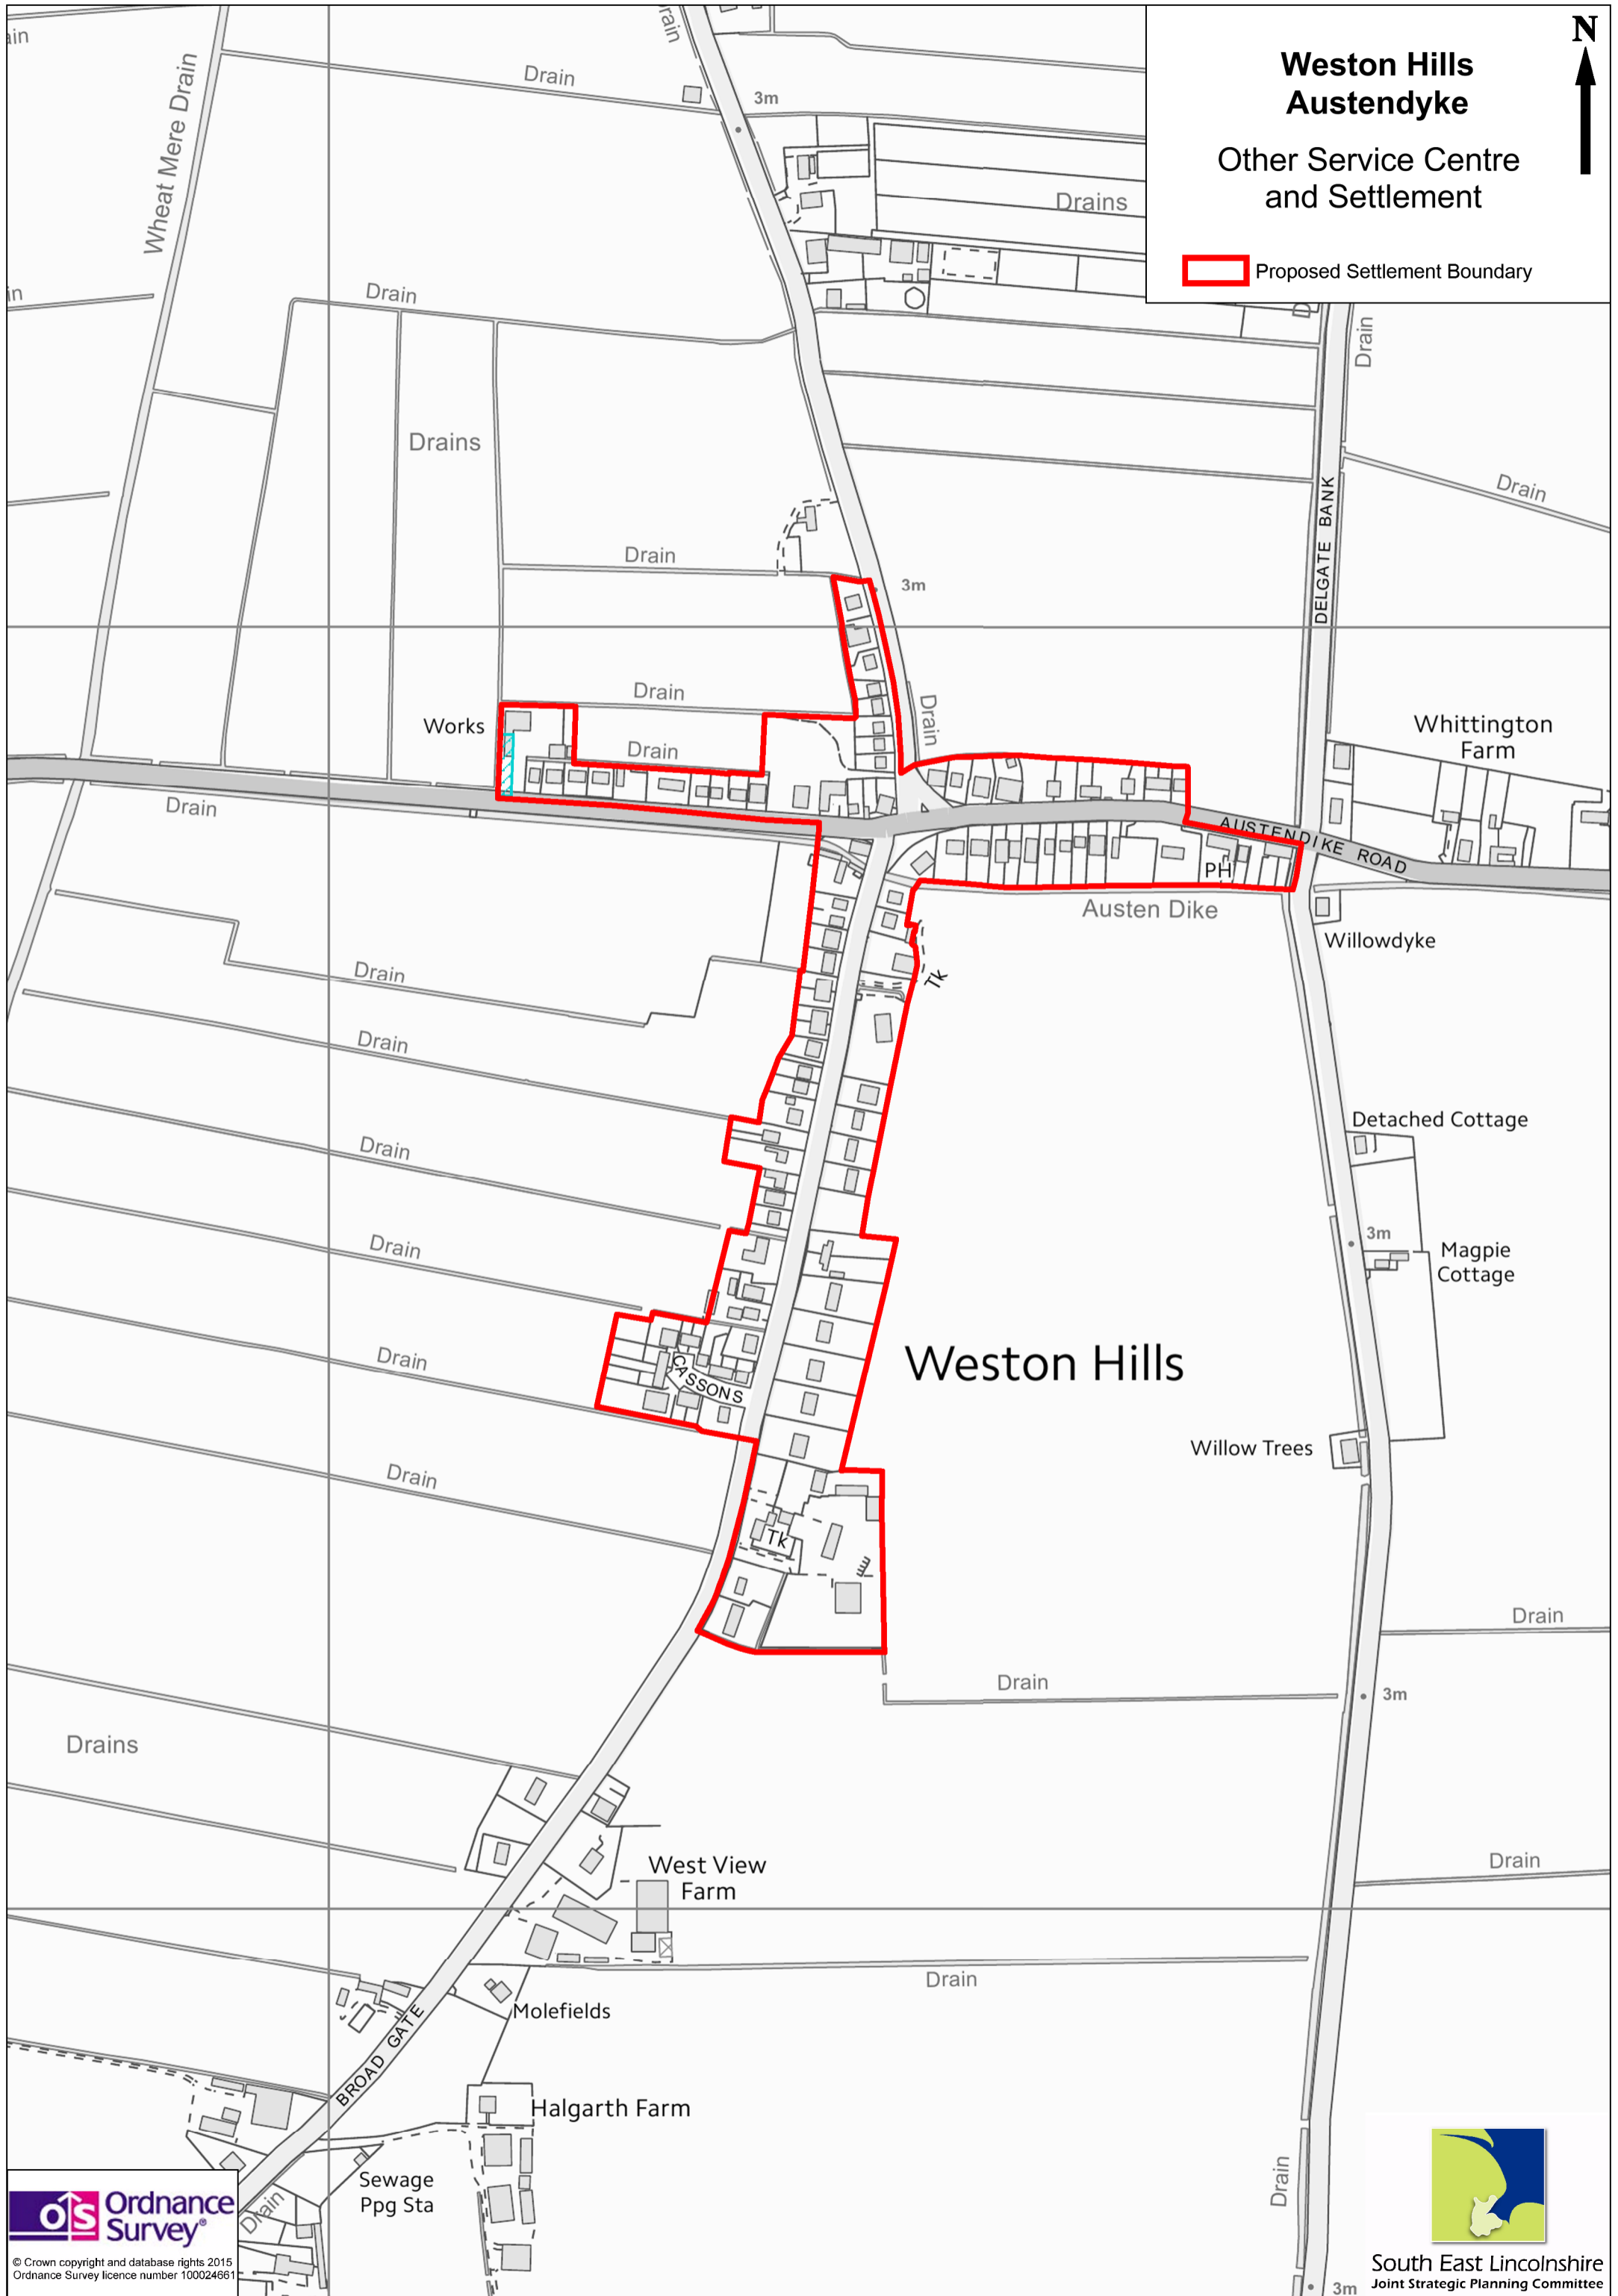 Weston Hills
Austendyke
Other Service Centre
and Settlement
N
Proposed Settlement Boundary
ain
Wheat Mere Drain
Drain
rain
3m
Drains
in
Drain
D
Drain
DELGATE BANK
Drains
Drain
Drain
3m
Drain
Works
Drain
Drain
Whittington
Farm
Drain
AUSTENDIKE ROAD
PH
Austen Dike
Willowdyke
Tk
Drain
Drain
Detached Cottage
Drain
3m
Magpie
Cottage
Drain
Weston Hills
Drain
CASSONS
Willow Trees
Drain
Tk
Drain
Drain
3m
Drains
West View
Farm
Drain
Drain
Molefields
BROAD GATE
Halgarth Farm
Sewage
Ppg Sta
Drain
Drain
3m
OS Ordnance
Survey®
© Crown copyright and database rights 2015
Ordnance Survey licence number 100024661
South East Lincolnshire
Joint Strategic Planning Committee